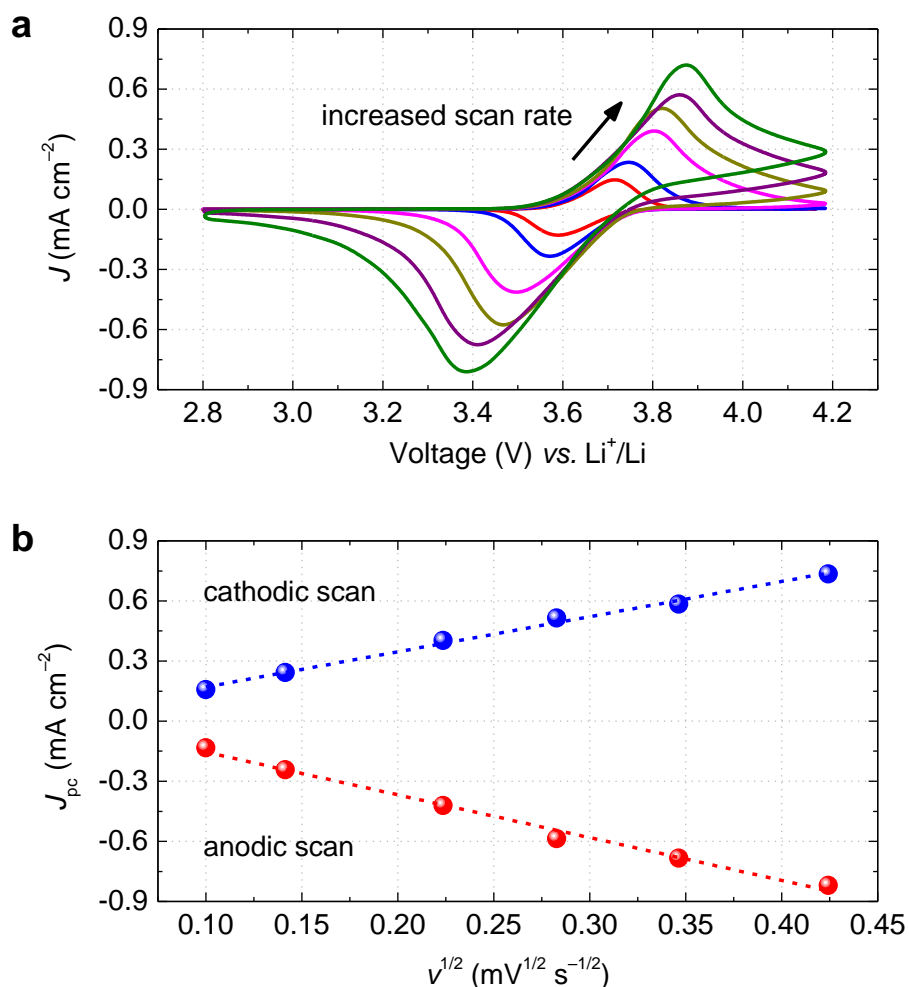 a
0.9
0.6
0.3
0.0
-0.3
-0.6
-0.9
J (mA cm⁻²)
increased scan rate
2.8 3.0 3.2 3.4 3.6 3.8 4.0 4.2
Voltage (V) vs. Li⁺/Li
b
0.9
0.6
0.3
0.0
-0.3
-0.6
-0.9
J_pc (mA cm⁻²)
cathodic scan
anodic scan
0.10 0.15 0.20 0.25 0.30 0.35 0.40 0.45
v^1/2 (mV^1/2 s^−1/2)